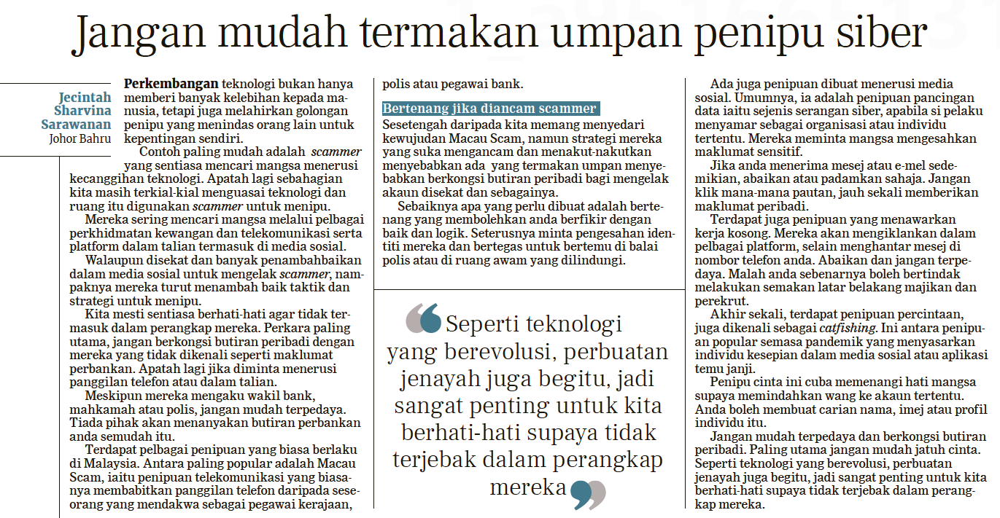 Jangan mudah termakan umpan penipu siber
Jecintah
Sharvina
Sarawanan
Johor Bahru
Perkembangan teknologi bukan hanya
memberi banyak kelebihan kepada ma-
nusia, tetapi juga melahirkan golongan
penipu yang menindas orang lain untuk
kepentingan sendiri.
Contoh paling mudah adalah scammer
yang sentiasa mencari mangsa menerusi
kecanggihan teknologi. Apatah lagi sebahagian
kita masih terkial-kial menguasai teknologi dan
ruang itu digunakan scammer untuk menipu.
Mereka sering mencari mangsa melalui pelbagai
perkhidmatan kewangan dan telekomunikasi serta
platform dalam talian termasuk di media sosial.
Walaupun disekat dan banyak penambahbaikan
dalam media sosial untuk mengelak scammer, nam-
paknya mereka turut menambah baik taktik dan
strategi untuk menipu.
Kita mesti sentiasa berhati-hati agar tidak ter-
masuk dalam perangkap mereka. Perkara paling
utama, jangan berkongsi butiran peribadi dengan
mereka yang tidak dikenali seperti maklumat
perbankan. Apatah lagi jika diminta menerusi
panggilan telefon atau dalam talian.
Meskipun mereka mengaku wakil bank,
mahkamah atau polis, jangan mudah terpedaya.
Tiada pihak akan menanyakan butiran perbankan
anda semudah itu.
Terdapat pelbagai penipuan yang biasa berlaku
di Malaysia. Antara paling popular adalah Macau
Scam, iaitu penipuan telekomunikasi yang biasa-
nya membabitkan panggilan telefon daripada sese-
orang yang mendakwa sebagai pegawai kerajaan,
polis atau pegawai bank.
Bertenang jika diancam scammer
Sesetengah daripada kita memang menyedari
kewujudan Macau Scam, namun strategi mereka
yang suka mengancam dan menakut-nakutkan
menyebabkan ada yang termakan umpan menye-
babkan berkongsi butiran peribadi bagi mengelak
akaun disekat dan sebagainya.
Sebaiknya apa yang perlu dibuat adalah berte-
nang yang membolehkan anda berfikir dengan
baik dan logik. Seterusnya minta pengesahan iden-
titi mereka dan bertegas untuk bertemu di balai
polis atau di ruang awam yang dilindungi.
“Seperti teknologi
yang berevolusi, perbuatan
jenayah juga begitu, jadi
sangat penting untuk kita
berhati-hati supaya tidak
terjebak dalam perangkap
mereka”
Ada juga penipuan dibuat menerusi media
sosial. Umumnya, ia adalah penipuan pancingan
data iaitu sejenis serangan siber, apabila si pelaku
menyamar sebagai organisasi atau individu
tertentu. Mereka meminta mangsa mengesahkan
maklumat sensitif.
Jika anda menerima mesej atau e-mel sede-
mikian, abaikan atau padamkan sahaja. Jangan
klik mana-mana pautan, jauh sekali memberikan
maklumat peribadi.
Terdapat juga penipuan yang menawarkan
kerja kosong. Mereka akan mengiklankan dalam
pelbagai platform, selain menghantar mesej di
nombor telefon anda. Abaikan dan jangan terpe-
daya. Malah anda sebenarnya boleh bertindak
melakukan semakan latar belakang majikan dan
perekrut.
Akhir sekali, terdapat penipuan percintaan,
juga dikenali sebagai catfishing. Ini antara penipu-
an popular semasa pandemik yang menyasarkan
individu kesepian dalam media sosial atau aplikasi
temu janji.
Penipu cinta ini cuba memenangi hati mangsa
supaya memindahkan wang ke akaun tertentu.
Anda boleh membuat carian nama, imej atau profil
individu itu.
Jangan mudah terpedaya dan berkongsi butiran
peribadi. Paling utama jangan mudah jatuh cinta.
Seperti teknologi yang berevolusi, perbuatan
jenayah juga begitu, jadi sangat penting untuk kita
berhati-hati supaya tidak terjebak dalam perang-
kap mereka.